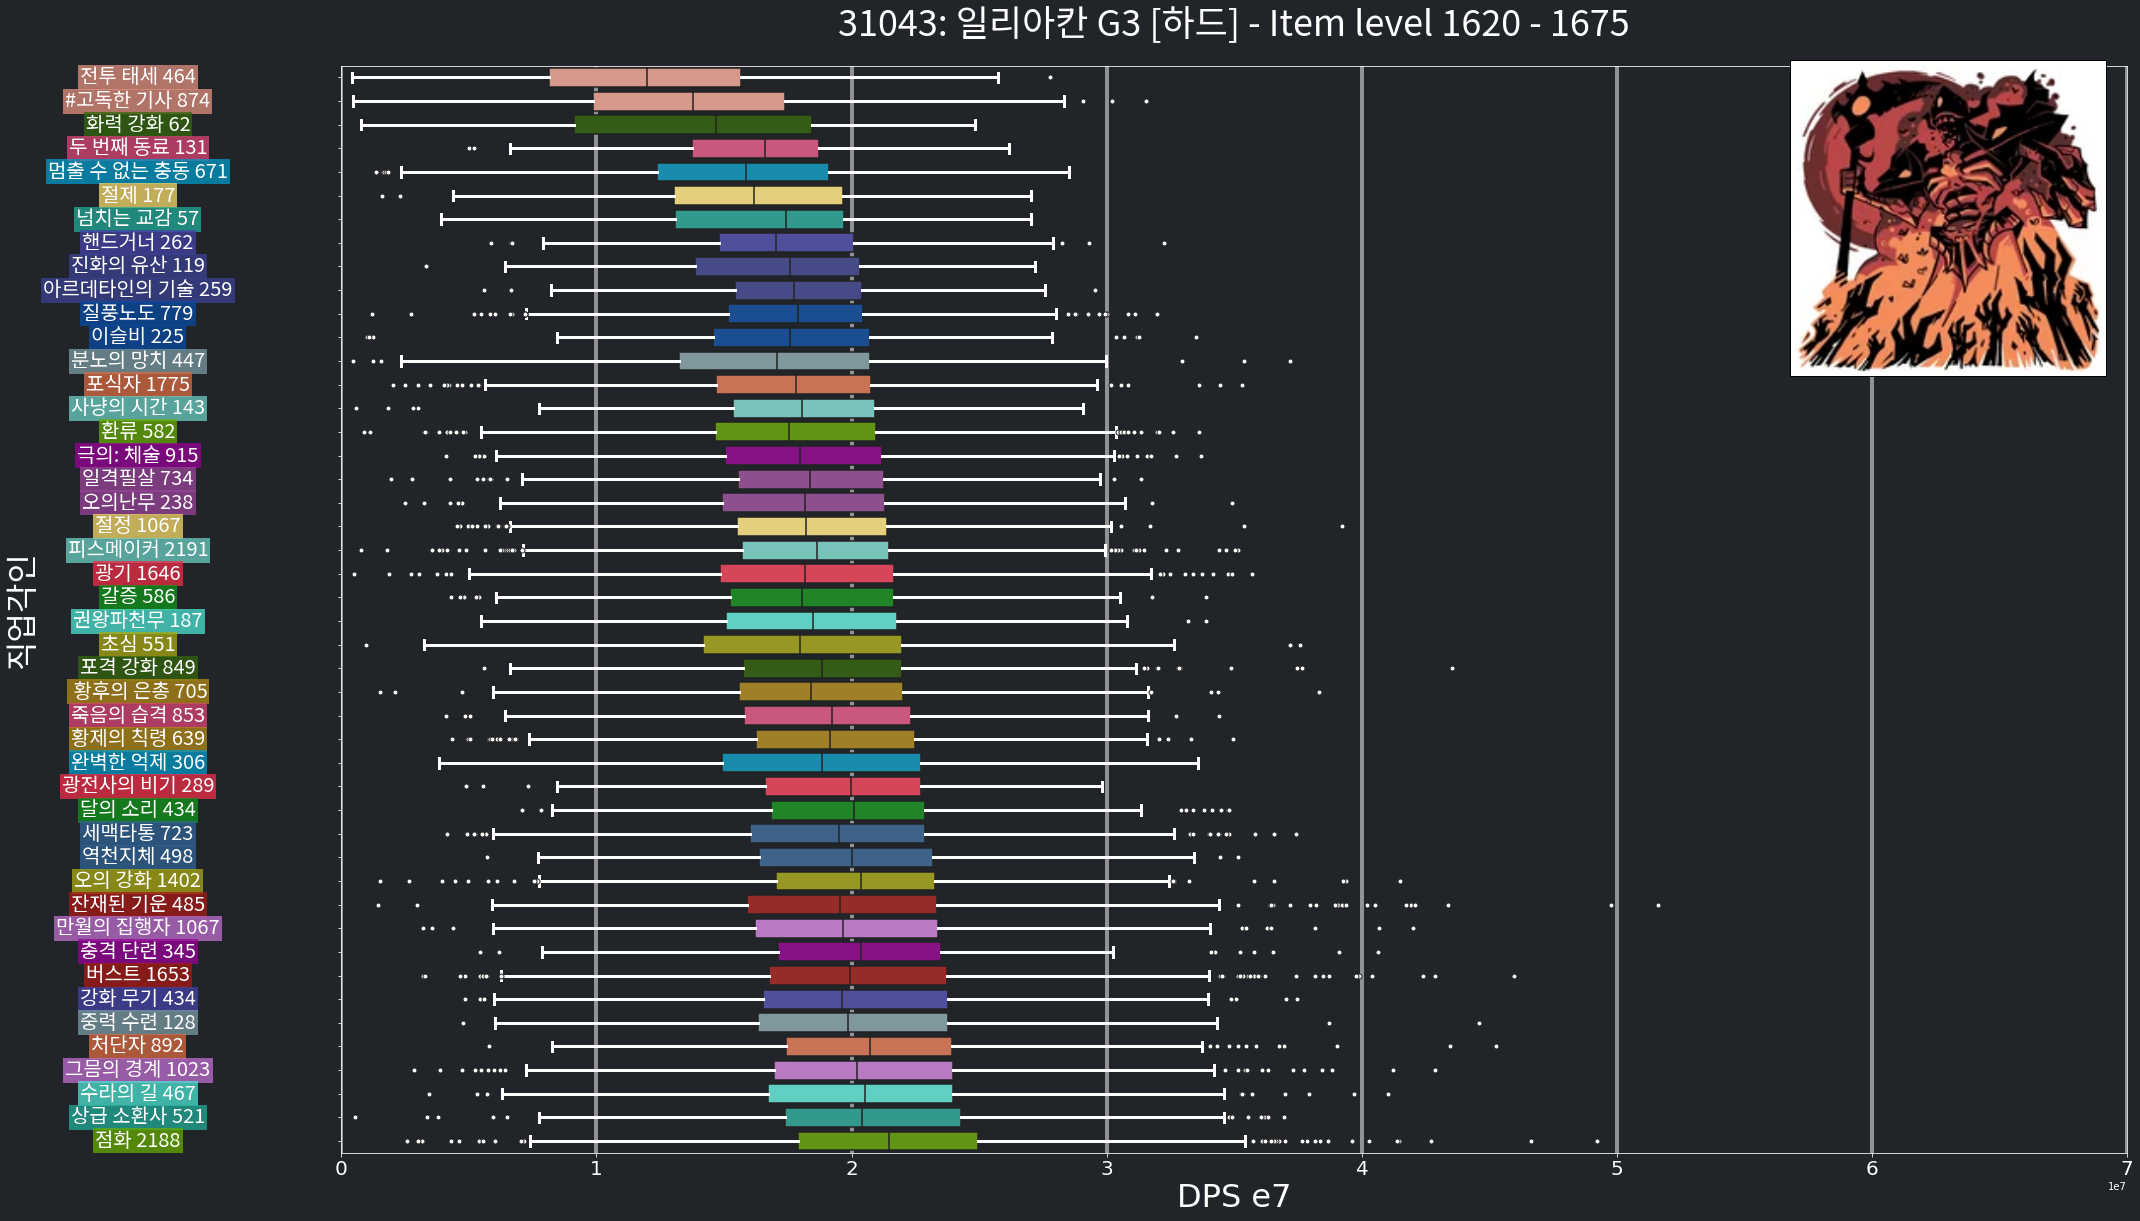 31043: 일리아칸 G3 [하드] - Item level 1620 - 1675
직업각인
전투 태세 464
#고독한 기사 874
화력 강화 62
두 번째 동료 131
멈출 수 없는 충동 671
절제 177
넘치는 교감 57
핸드거너 262
진화의 유산 119
아르데타인의 기술 259
질풍노도 779
이슬비 225
분노의 망치 447
포식자 1775
사냥의 시간 143
환류 582
극의: 체술 915
일격필살 734
오의난무 238
절정 1067
피스메이커 2191
광기 1646
갈증 586
권왕파천무 187
초심 551
포격 강화 849
황후의 은총 705
죽음의 습격 853
황제의 칙령 639
완벽한 억제 306
광전사의 비기 289
달의 소리 434
세맥타통 723
역천지체 498
오의 강화 1402
잔재된 기운 485
만월의 집행자 1067
충격 단련 345
버스트 1653
강화 무기 434
중력 수련 128
처단자 892
그믐의 경계 1023
수라의 길 467
상급 소환사 521
점화 2188
0 1 2 3 4 5 6 7
1e7
DPS e7